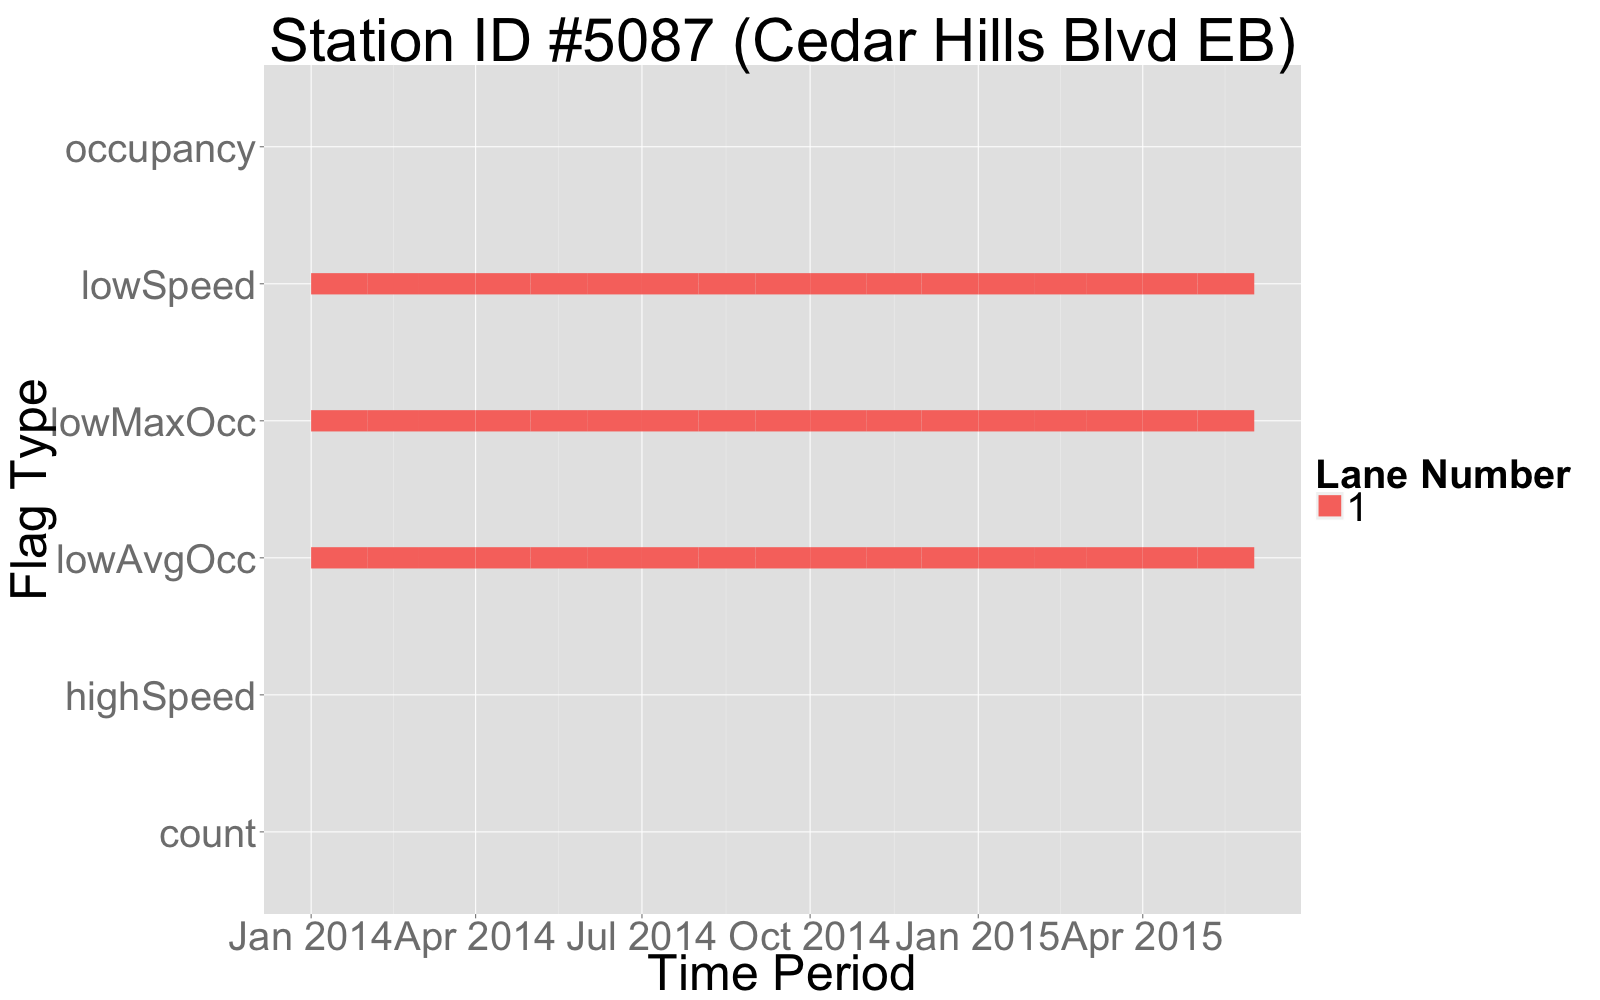 Station ID #5087 (Cedar Hills Blvd EB)
occupancy
lowSpeed
lowMaxOcc
lowAvgOcc
highSpeed
count
Flag Type
Jan 2014 Apr 2014 Jul 2014 Oct 2014 Jan 2015 Apr 2015
Time Period
Lane Number
1